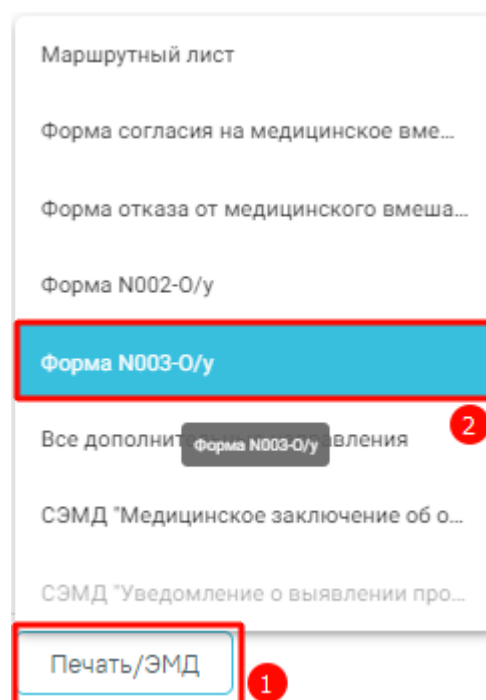 Маршрутный лист
Форма согласия на медицинское вме...
Форма отказа от медицинского вмеша...
Форма N002-О/у
Форма N003-О/у
2
Все дополнит Форма N003-О/у авления
СЭМД "Медицинское заключение об о...
СЭМД "Уведомление о выявлении про...
Печать/ЭМД
1